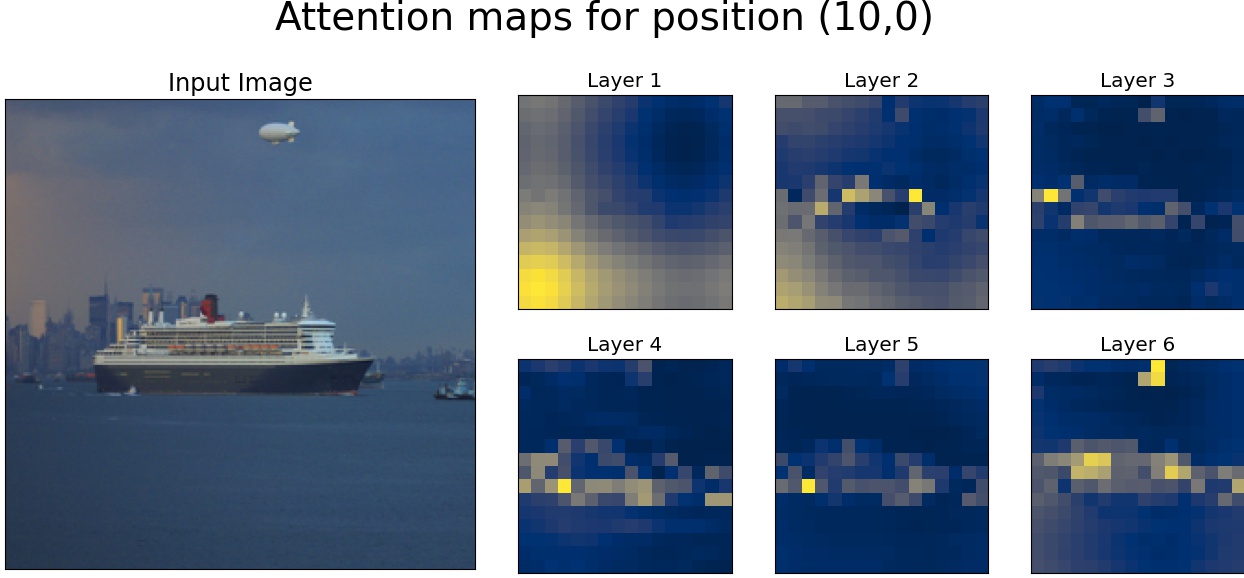 Attention maps for position (10,0)
Input Image
Layer 1
Layer 2
Layer 3
Layer 4
Layer 5
Layer 6